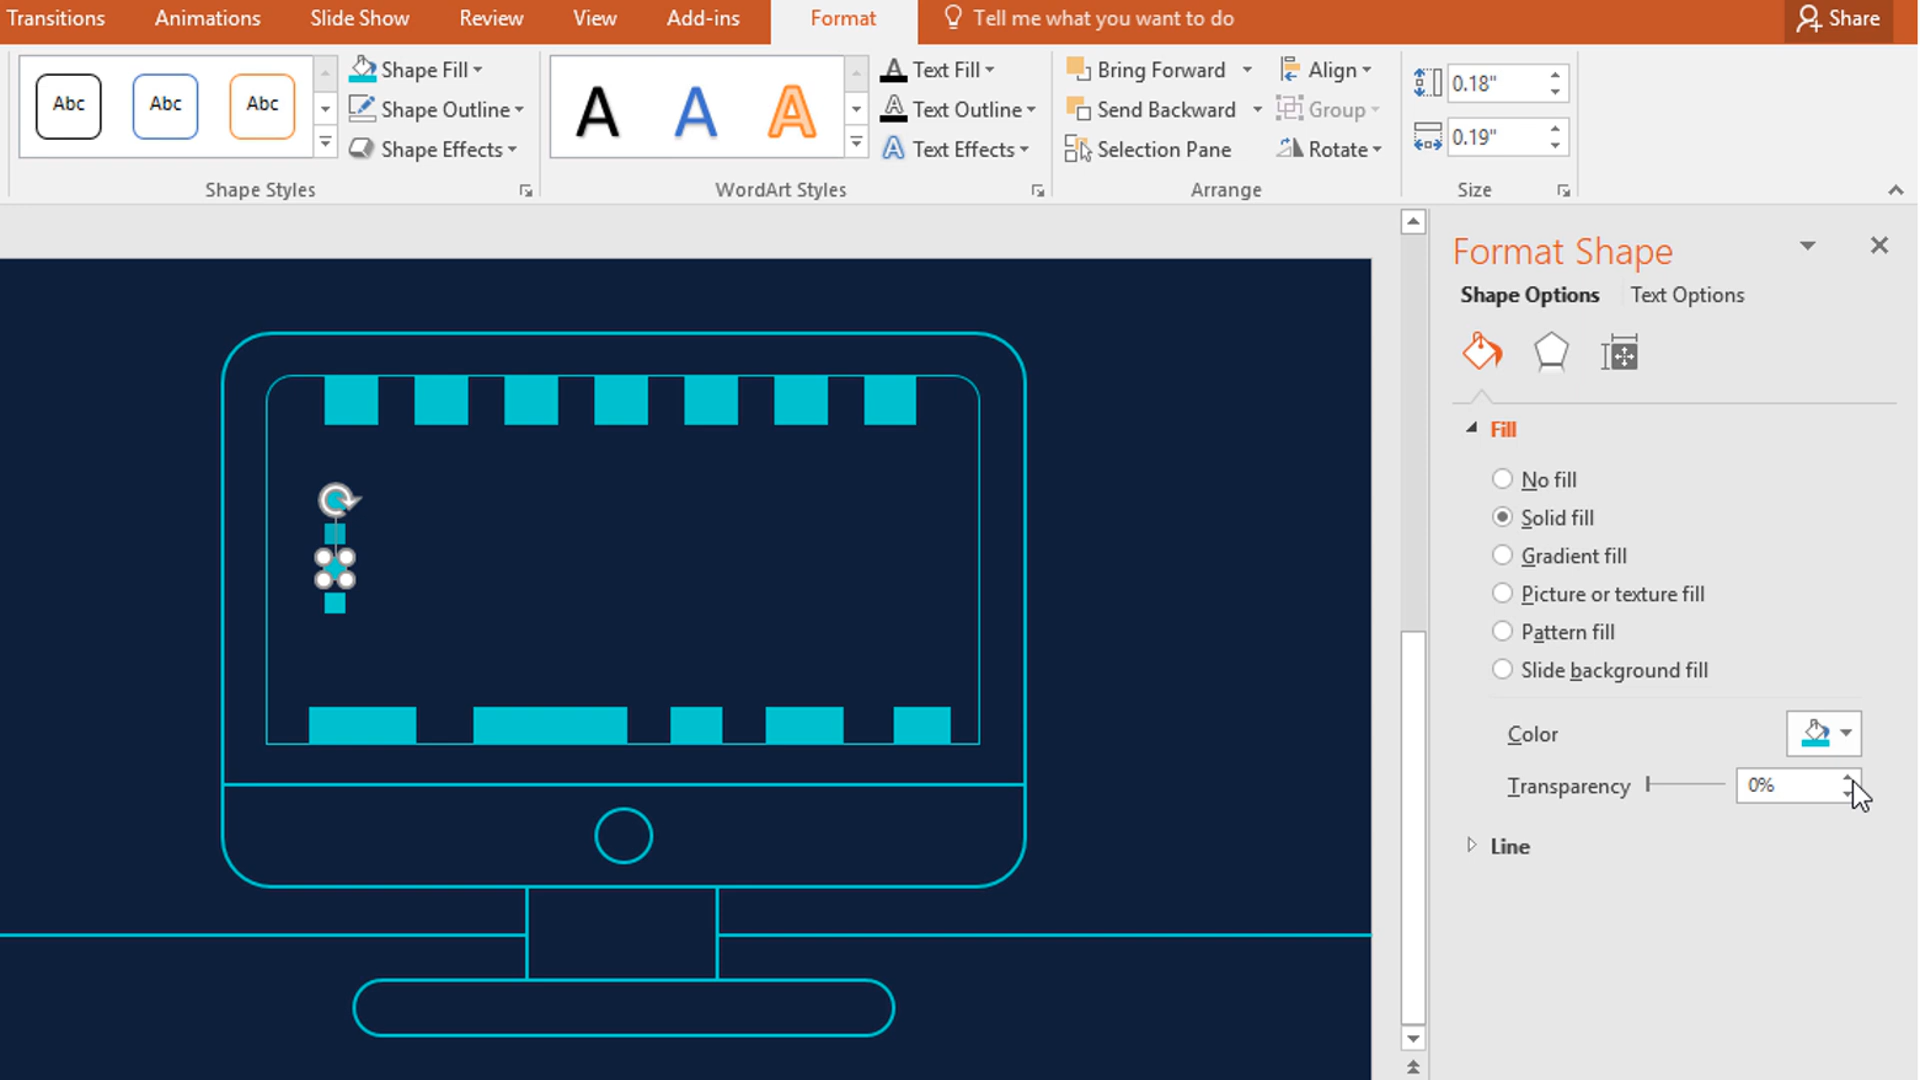 Transitions Animations Slide Show Review View Add-ins Format Tell me what you want to do Share
Abc Abc Abc
Shape Fill
Shape Outline
Shape Effects
Shape Styles
A A A
Text Fill
Text Outline
Text Effects
WordArt Styles
Bring Forward
Send Backward
Selection Pane
Align
Group
Rotate
Arrange
0.18"
0.19"
Size
Format Shape
Shape Options Text Options
Fill
No fill
Solid fill
Gradient fill
Picture or texture fill
Pattern fill
Slide background fill
Color
Transparency 0%
Line